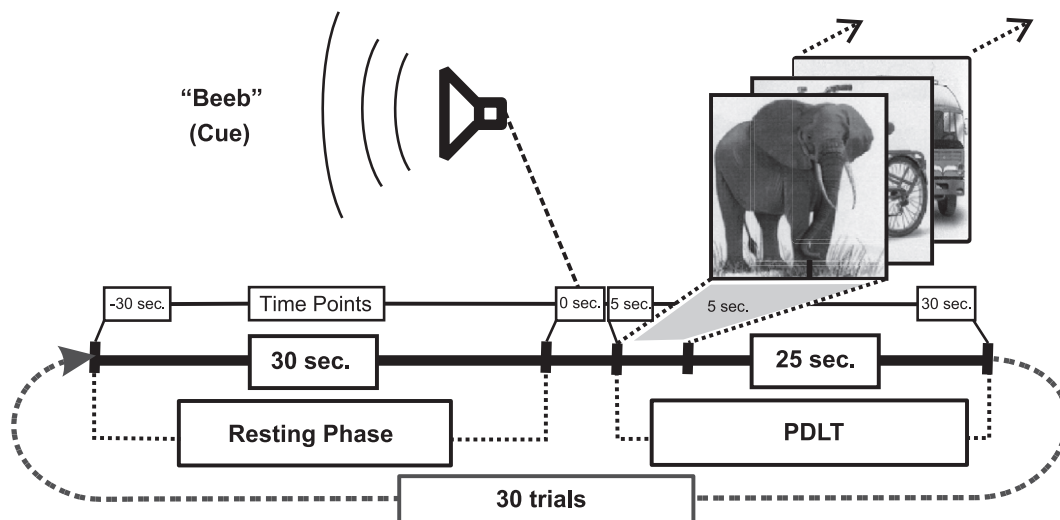 “Beeb”
(Cue)
-30 sec.
Time Points
0 sec.
5 sec.
5 sec.
30 sec.
30 sec.
25 sec.
Resting Phase
PDLT
30 trials